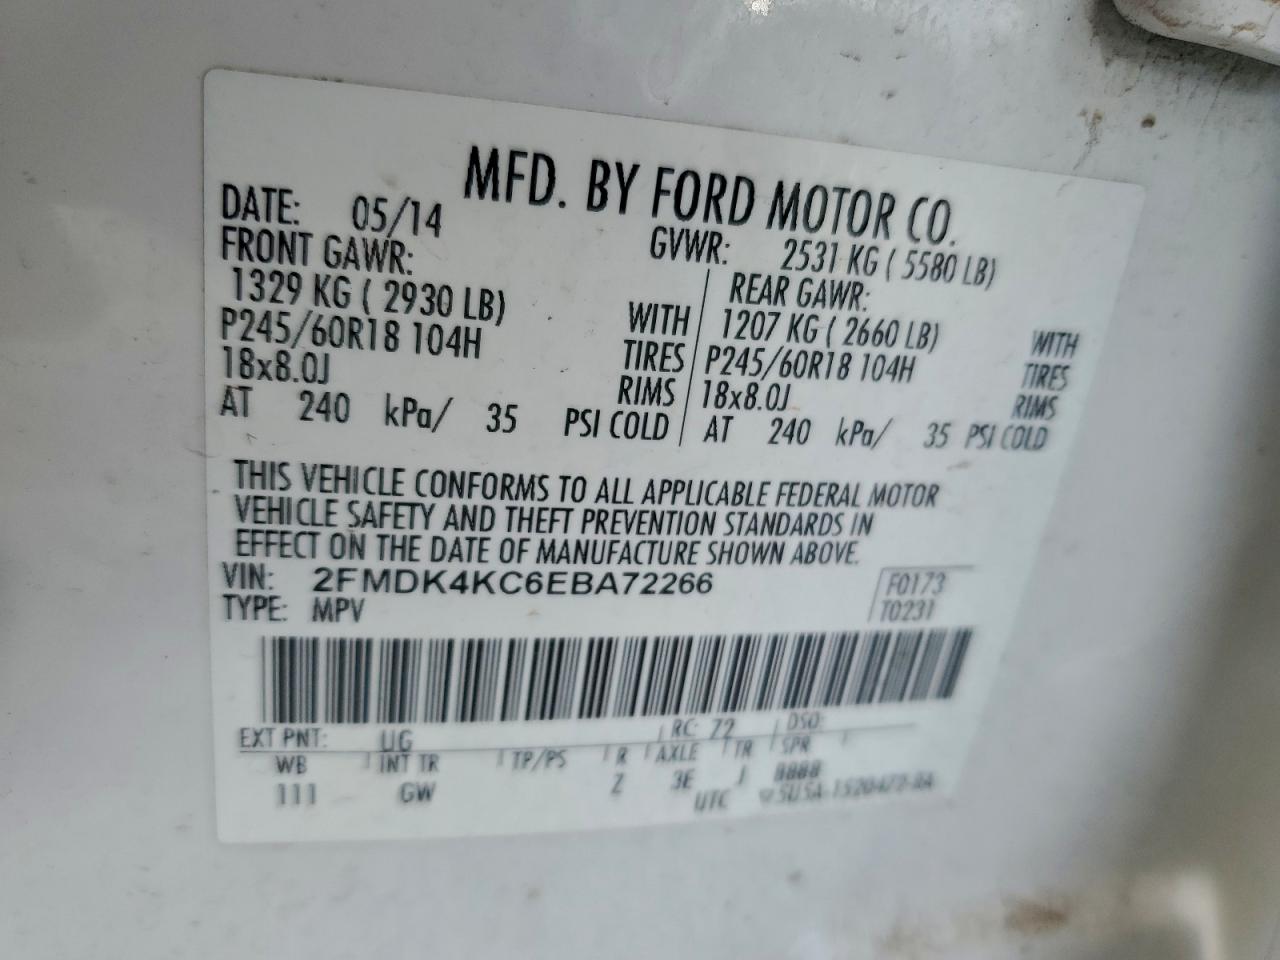 MFD. BY FORD MOTOR CO.
DATE: 05/14 GVWR: 2531 KG ( 5580 LB)
FRONT GAWR: REAR GAWR:
1329 KG ( 2930 LB) WITH 1207 KG ( 2660 LB) WITH
P245/60R18 104H TIRES P245/60R18 104H TIRES
18x8.0J RIMS 18x8.0J RIMS
AT 240 kPa/ 35 PSI COLD AT 240 kPa/ 35 PSI COLD
THIS VEHICLE CONFORMS TO ALL APPLICABLE FEDERAL MOTOR
VEHICLE SAFETY AND THEFT PREVENTION STANDARDS IN
EFFECT ON THE DATE OF MANUFACTURE SHOWN ABOVE.
VIN: 2FMDK4KC6EBA72266 F0173
TYPE: MPV T0231
EXT PNT: UG RC: 72 DSO:
WB INT TR TP/PS R AXLE TR SPR
111 GW Z 3E J 8888
UTC